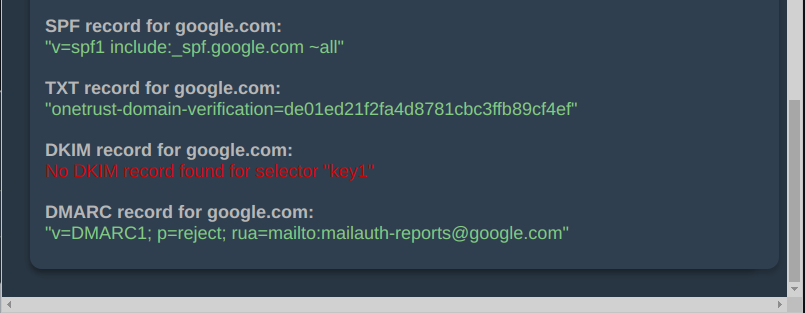 SPF record for google.com:
"v=spf1 include:_spf.google.com ~all"
TXT record for google.com:
"onetrust-domain-verification=de01ed21f2fa4d8781cbc3ffb89cf4ef"
DKIM record for google.com:
No DKIM record found for selector "key1"
DMARC record for google.com:
"v=DMARC1; p=reject; rua=mailto:mailauth-reports@google.com"